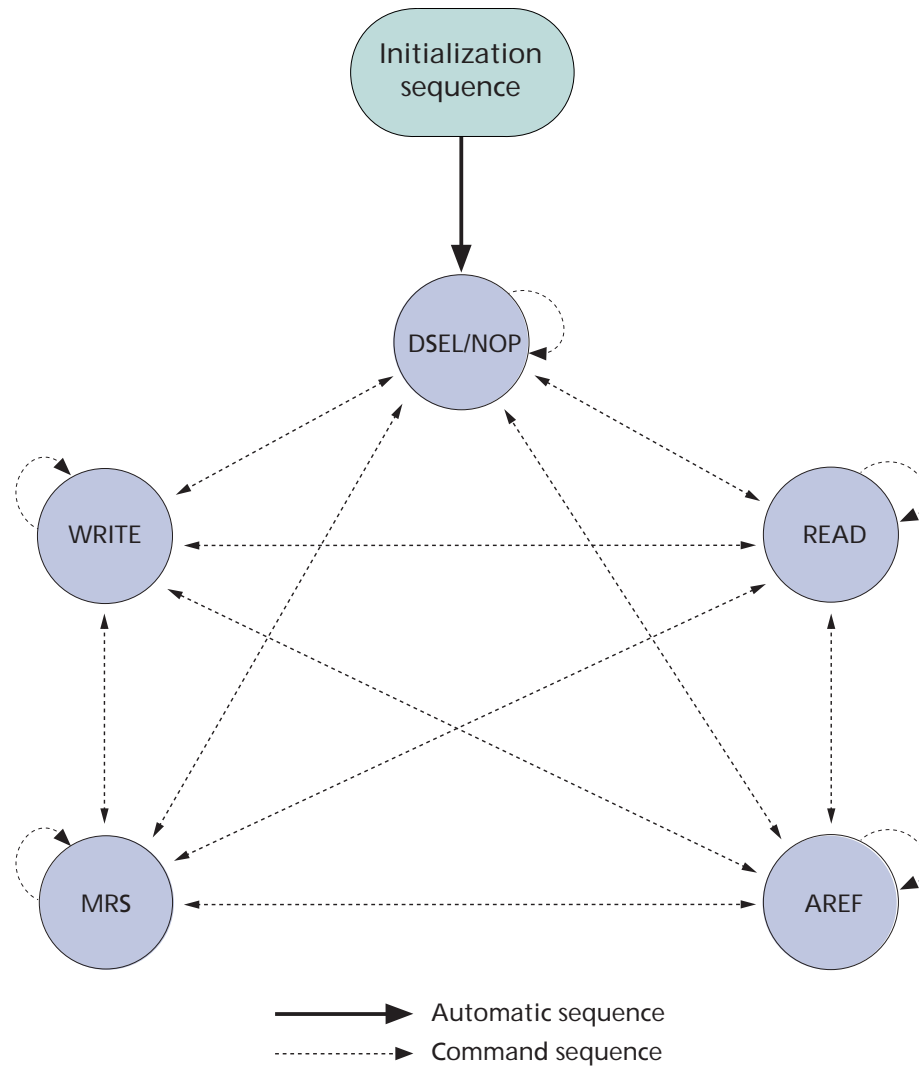 Initialization
sequence
DSEL/NOP
WRITE
READ
MRS
AREF
Automatic sequence
Command sequence